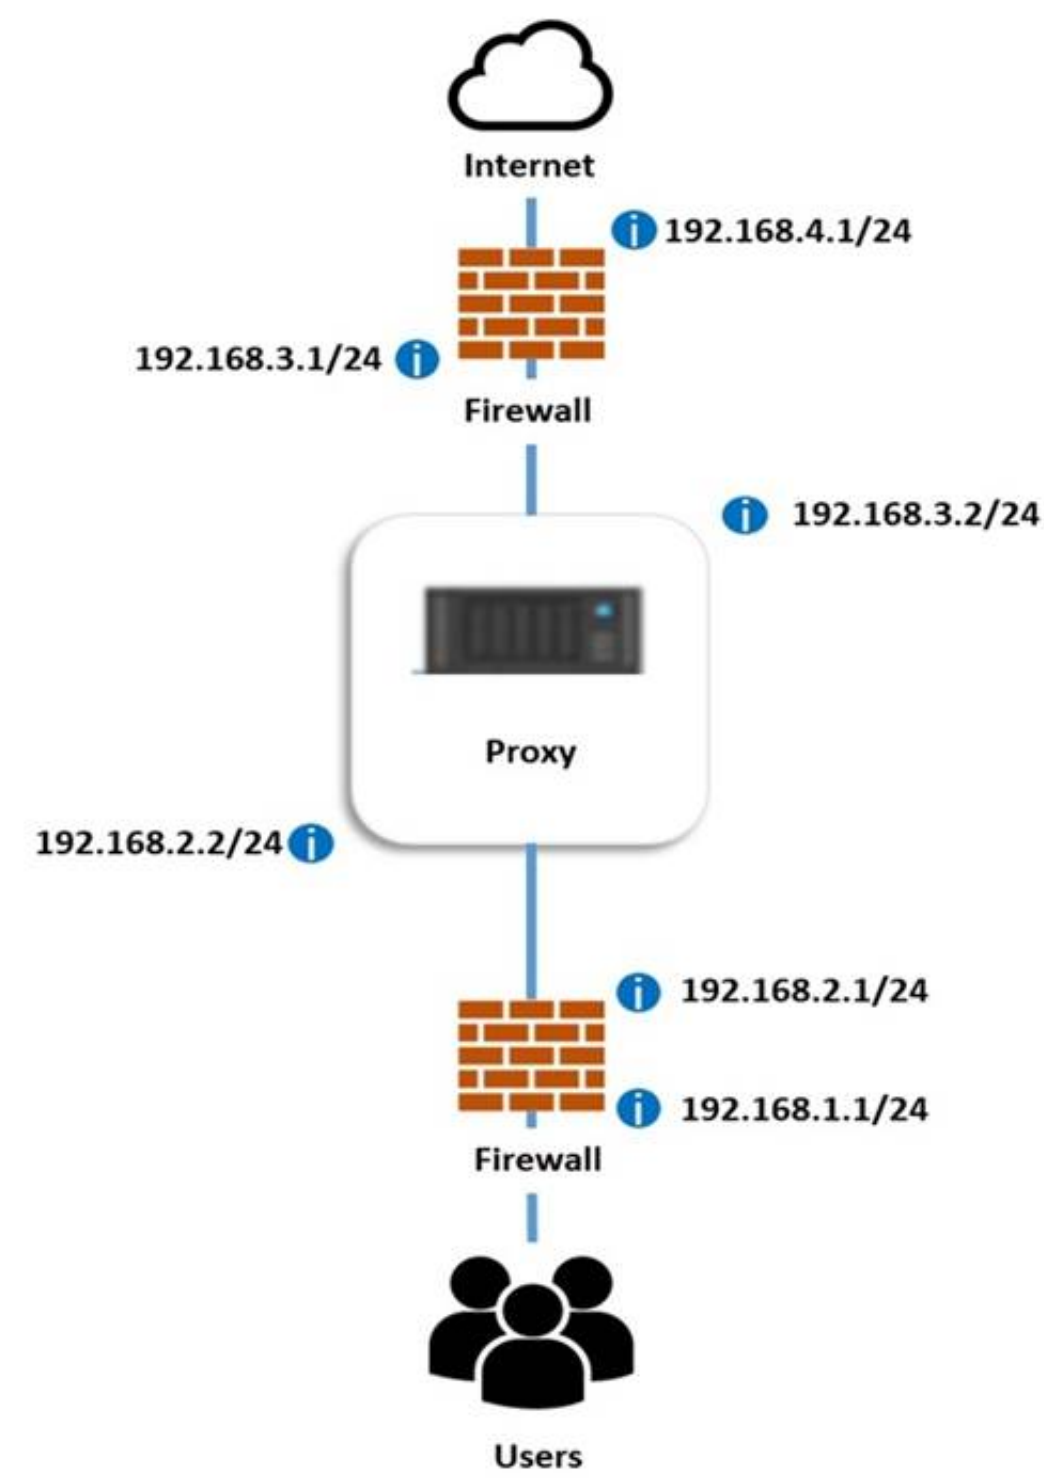 Internet
192.168.4.1/24
192.168.3.1/24
Firewall
192.168.3.2/24
Proxy
192.168.2.2/24
192.168.2.1/24
192.168.1.1/24
Firewall
Users